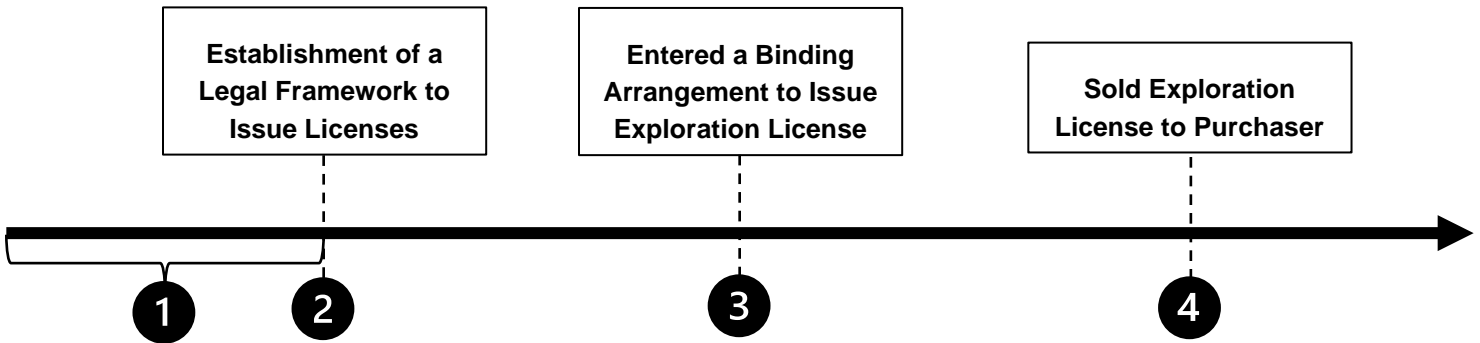 Establishment of a
Legal Framework to
Issue Licenses
Entered a Binding
Arrangement to Issue
Exploration License
Sold Exploration
License to Purchaser
1
2
3
4